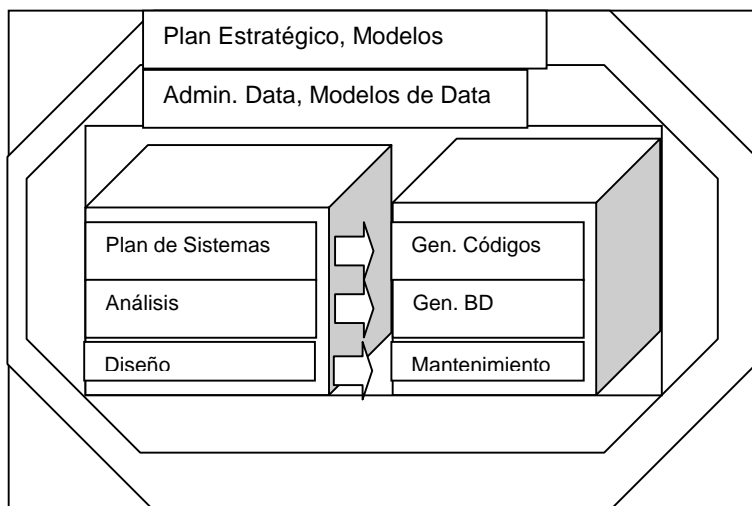 Plan Estratégico, Modelos
Admin. Data, Modelos de Data
Plan de Sistemas
Análisis
Diseño
Gen. Códigos
Gen. BD
Mantenimiento